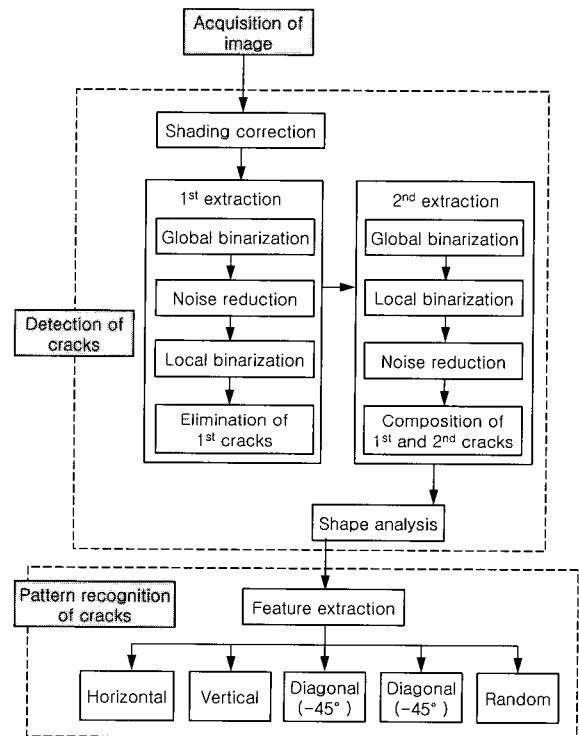 Acquisition of
image
Shading correction
1st extraction
Global binarization
Noise reduction
Local binarization
Elimination of
1st cracks
2nd extraction
Global binarization
Local binarization
Noise reduction
Composition of
1st and 2nd cracks
Detection of
cracks
Shape analysis
Pattern recognition
of cracks
Feature extraction
Horizontal
Vertical
Diagonal
(−45°)
Diagonal
(−45°)
Random